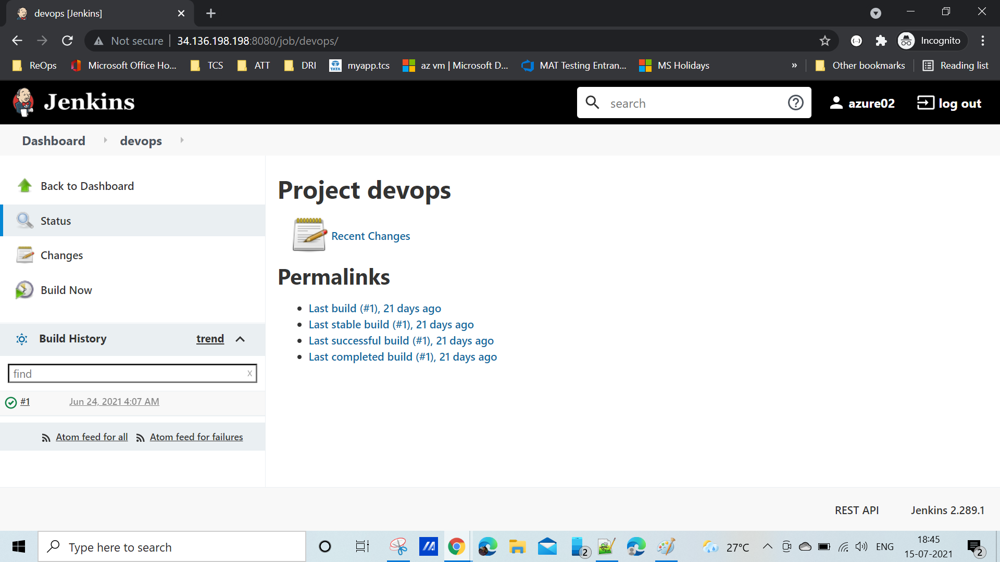 devops [Jenkins]
Not secure 34.136.198.198:8080/job/devops/
Incognito
ReOps Microsoft Office Ho... TCS ATT DRI myapp.tcs az vm | Microsoft D... MAT Testing Entran... MS Holidays » Other bookmarks Reading list
TATA
Jenkins search azure02 log out
Dashboard devops
Back to Dashboard
Status
Changes
Build Now
Build History trend
find x
#1 Jun 24, 2021 4:07 AM
Atom feed for all Atom feed for failures
Project devops
Recent Changes
Permalinks
Last build (#1), 21 days ago
Last stable build (#1), 21 days ago
Last successful build (#1), 21 days ago
Last completed build (#1), 21 days ago
REST API Jenkins 2.289.1
Type here to search 2 27°C ENG 18:45
15-07-2021 2